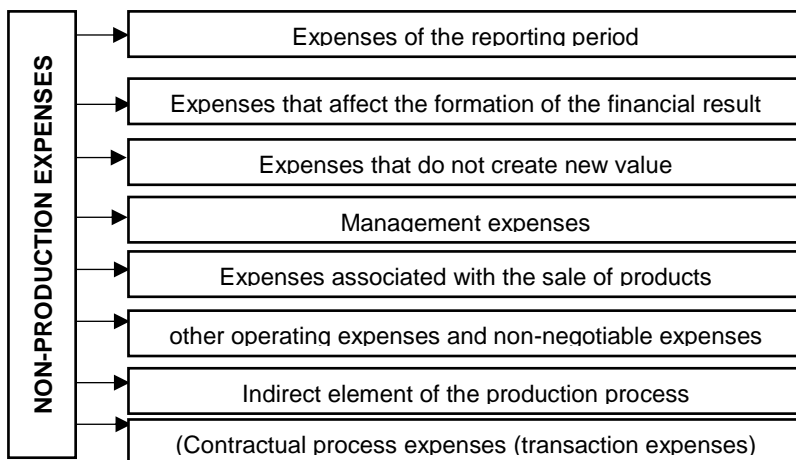 NON-PRODUCTION EXPENSES
Expenses of the reporting period
Expenses that affect the formation of the financial result
Expenses that do not create new value
Management expenses
Expenses associated with the sale of products
other operating expenses and non-negotiable expenses
Indirect element of the production process
(Contractual process expenses (transaction expenses)